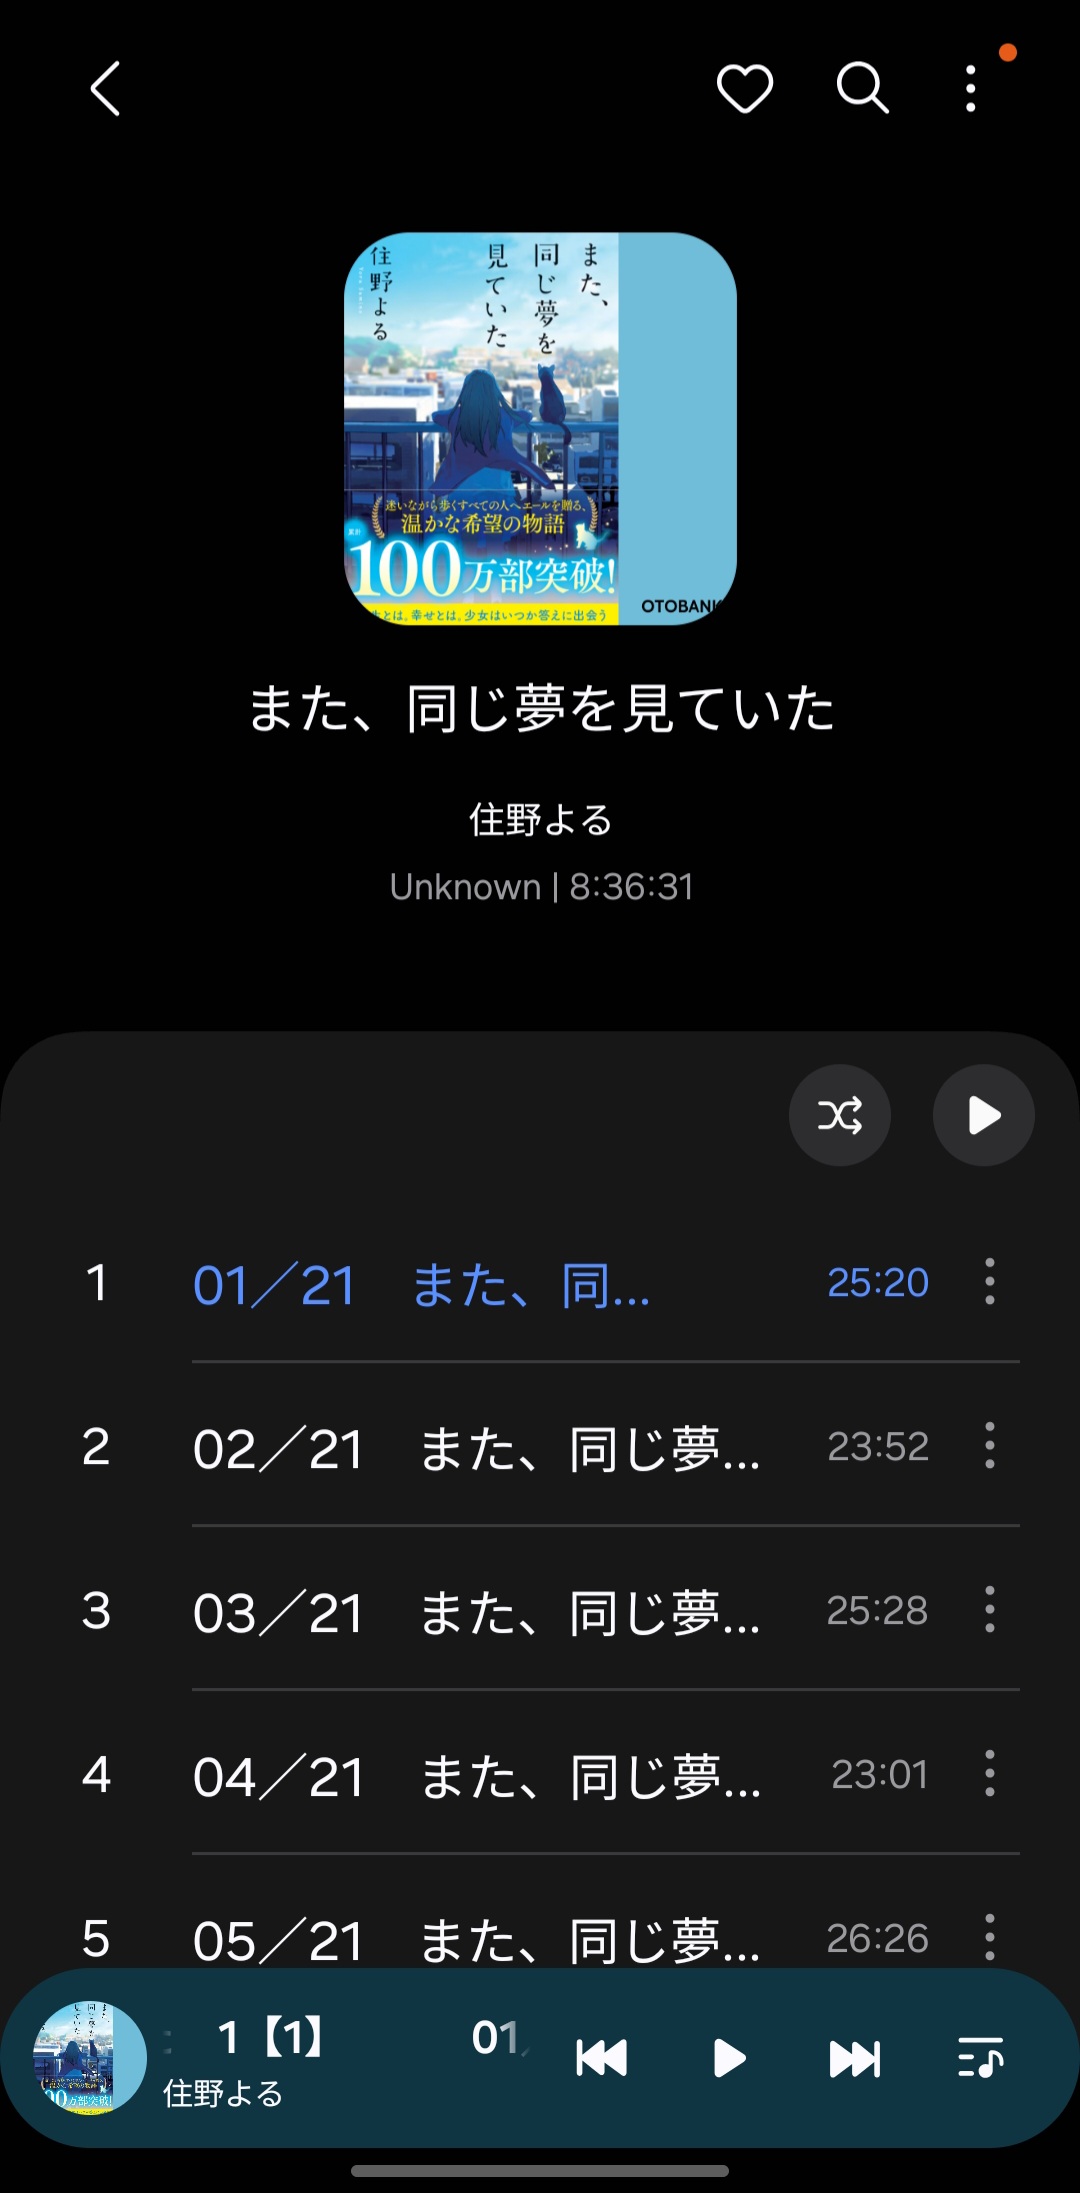 また、
同じ夢を
見ていた
住野よる
迷いながら歩くすべての人へエールを贈る、
温かな希望の物語
累計
100万部突破!
とは。幸せとは。少女はいつか答えに出会う
OTOBANK
また、同じ夢を見ていた
住野よる
Unknown | 8:36:31
1 01／21 また、同... 25:20
2 02／21 また、同じ夢... 23:52
3 03／21 また、同じ夢... 25:28
4 04／21 また、同じ夢... 23:01
5 05／21 また、同じ夢... 26:26
1【1】 01
住野よる